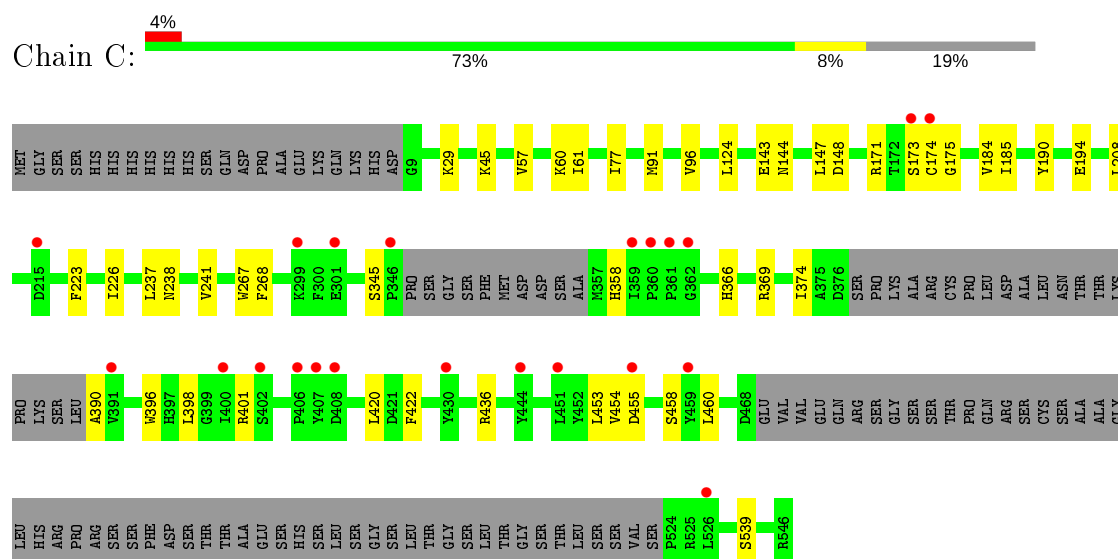 4%
Chain C:
73% 8% 19%
MET GLY SER SER HIS HIS HIS HIS HIS HIS SER GLN ASP PRO ALA GLU LYS GLN LYS HIS ASP G9 K29 K45 V57 K60 I61 I77 M91 V96 L124 E143 N144 L147 D148 R171 T172 S173 C174 G175 V184 I185 Y190 E194 L208
D215 F223 I226 L237 N238 V241 W267 F268 K299 F300 E301 S345 P346 PRO SER GLY SER PHE MET ASP ASP SER ALA M357 H358 I359 P360 P361 G362 H366 R369 I374 A375 D376 SER PRO LYS ALA ARG CYS PRO LEU ASP ALA LEU ASN THR THR LYS
PRO LYS SER LEU A390 V391 W396 H397 L398 G399 I400 R401 S402 P406 Y407 D408 L420 D421 F422 Y430 R436 Y444 L451 Y452 L453 V454 D455 S458 Y459 L460 D468 GLU VAL VAL GLU GLN ARG SER GLY SER SER THR PRO GLN ARG SER CYS SER ALA ALA GLY
LEU HIS ARG PRO ARG SER SER PHE ASP SER THR THR ALA GLU SER HIS SER LEU SER GLY SER LEU THR GLY SER SER LEU THR GLY SER THR LEU SER SER VAL SER P524 R525 L526 S539 R546